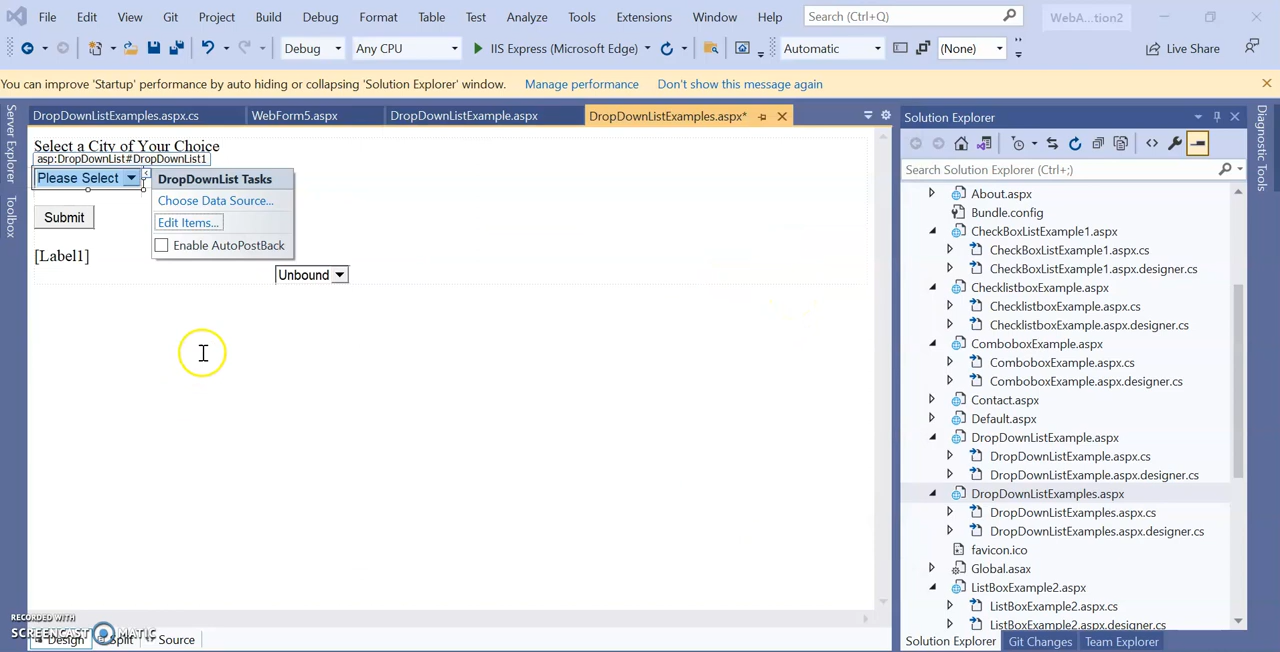 File Edit View Git Project Build Debug Format Table Test Analyze Tools Extensions Window Help Search (Ctrl+Q) WebA...tion2
Debug Any CPU IIS Express (Microsoft Edge) Automatic (None) Live Share
You can improve 'Startup' performance by auto hiding or collapsing 'Solution Explorer' window. Manage performance Don't show this message again
Server Explorer
Toolbox
DropDownListExamples.aspx.cs WebForm5.aspx DropDownListExample.aspx DropDownListExamples.aspx*
Select a City of Your Choice
asp:DropDownList#DropDownList1
Please Select
DropDownList Tasks
Choose Data Source...
Edit Items...
Enable AutoPostBack
Submit
[Label1]
Unbound
Solution Explorer
Search Solution Explorer (Ctrl+;)
About.aspx
Bundle.config
CheckBoxListExample1.aspx
CheckBoxListExample1.aspx.cs
CheckBoxListExample1.aspx.designer.cs
ChecklistboxExample.aspx
ChecklistboxExample.aspx.cs
ChecklistboxExample.aspx.designer.cs
ComboboxExample.aspx
ComboboxExample.aspx.cs
ComboboxExample.aspx.designer.cs
Contact.aspx
Default.aspx
DropDownListExample.aspx
DropDownListExample.aspx.cs
DropDownListExample.aspx.designer.cs
DropDownListExamples.aspx
DropDownListExamples.aspx.cs
DropDownListExamples.aspx.designer.cs
favicon.ico
Global.asax
ListBoxExample2.aspx
ListBoxExample2.aspx.cs
ListBoxExample2.aspx.designer.cs
Solution Explorer Git Changes Team Explorer
Diagnostic Tools
RECORDED WITH
SCREENCAST MATIC
Design Split Source